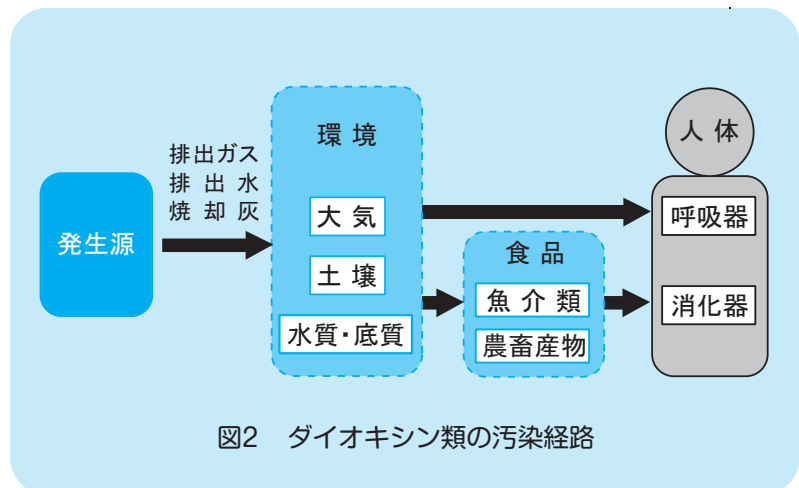 発生源
排出ガス
排出水
焼却灰
環境
大気
土壌
水質・底質
食品
魚介類
農畜産物
人体
呼吸器
消化器
図2 ダイオキシン類の汚染経路